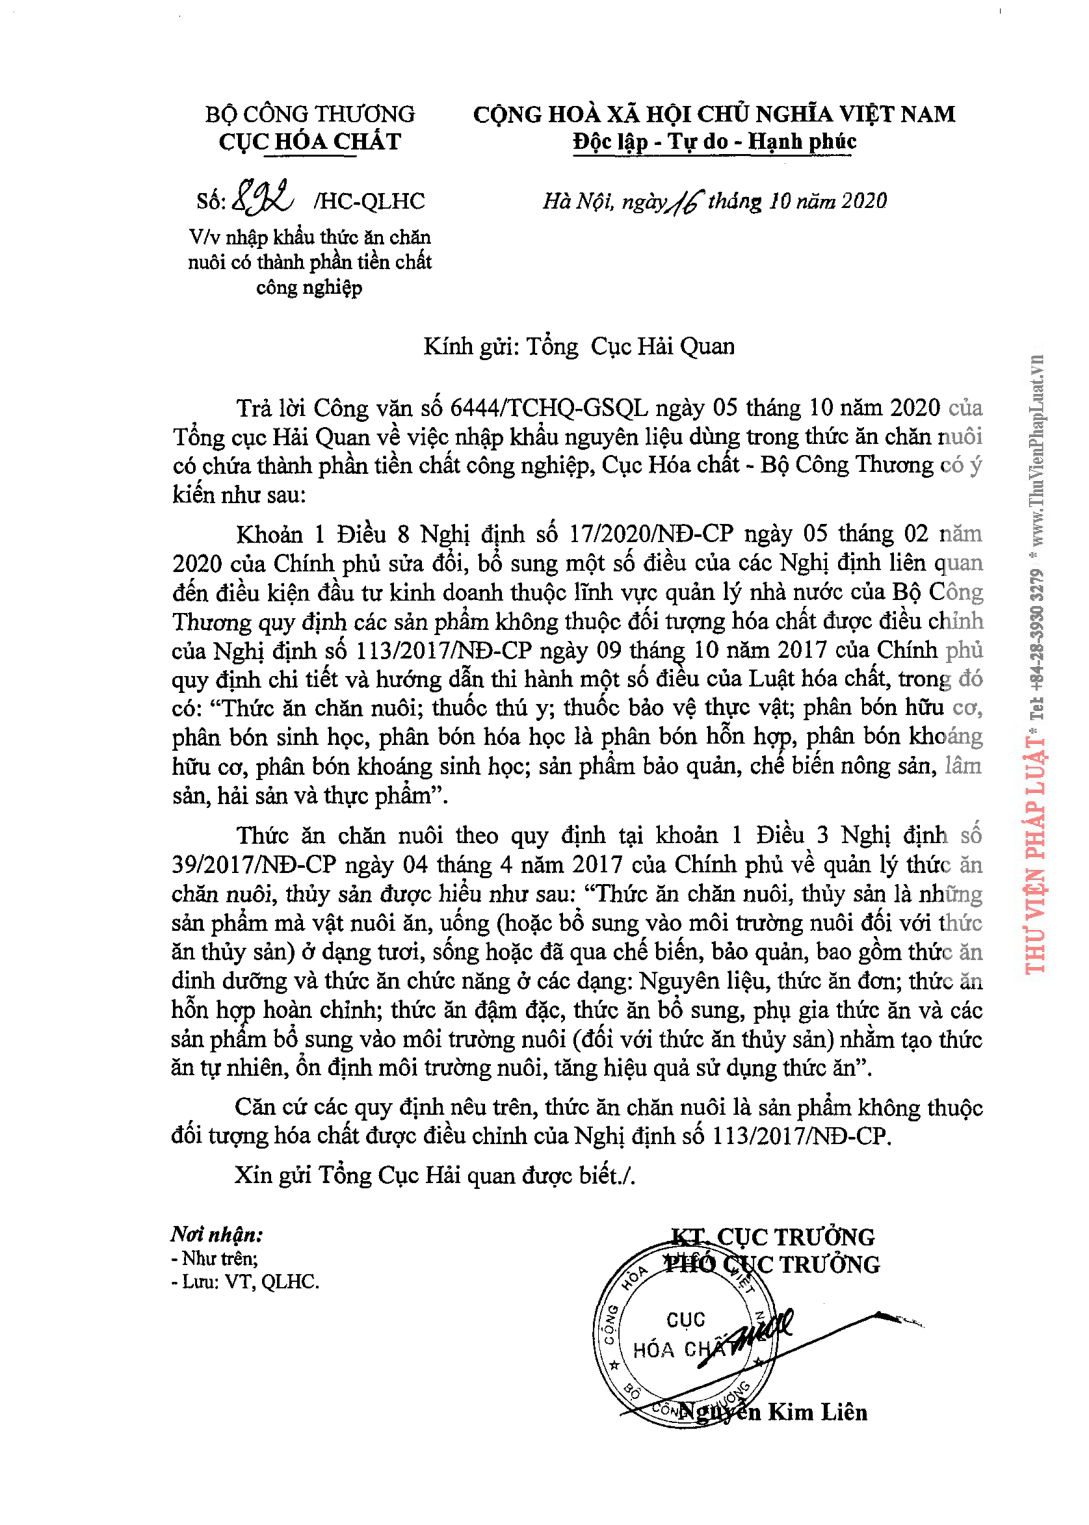 BỘ CÔNG THƯƠNG
CỤC HÓA CHẤT
CỘNG HOÀ XÃ HỘI CHỦ NGHĨA VIỆT NAM
Độc lập - Tự do - Hạnh phúc
Số: 892 /HC-QLHC
Hà Nội, ngày 16 tháng 10 năm 2020
V/v nhập khẩu thức ăn chăn
nuôi có thành phần tiền chất
công nghiệp
Kính gửi: Tổng Cục Hải Quan
Trả lời Công văn số 6444/TCHQ-GSQL ngày 05 tháng 10 năm 2020 của
Tổng cục Hải Quan về việc nhập khẩu nguyên liệu dùng trong thức ăn chăn nuôi
có chứa thành phần tiền chất công nghiệp, Cục Hóa chất - Bộ Công Thương có ý
kiến như sau:
Khoản 1 Điều 8 Nghị định số 17/2020/NĐ-CP ngày 05 tháng 02 năm
2020 của Chính phủ sửa đổi, bổ sung một số điều của các Nghị định liên quan
đến điều kiện đầu tư kinh doanh thuộc lĩnh vực quản lý nhà nước của Bộ Công
Thương quy định các sản phẩm không thuộc đối tượng hóa chất được điều chỉnh
của Nghị định số 113/2017/NĐ-CP ngày 09 tháng 10 năm 2017 của Chính phủ
quy định chi tiết và hướng dẫn thi hành một số điều của Luật hóa chất, trong đó
có: “Thức ăn chăn nuôi; thuốc thú y; thuốc bảo vệ thực vật; phân bón hữu cơ,
phân bón sinh học, phân bón hóa học là phân bón hỗn hợp, phân bón khoáng
hữu cơ, phân bón khoáng sinh học; sản phẩm bảo quản, chế biến nông sản, lâm
sản, hải sản và thực phẩm”.
Thức ăn chăn nuôi theo quy định tại khoản 1 Điều 3 Nghị định số
39/2017/NĐ-CP ngày 04 tháng 4 năm 2017 của Chính phủ về quản lý thức ăn
chăn nuôi, thủy sản được hiểu như sau: “Thức ăn chăn nuôi, thủy sản là những
sản phẩm mà vật nuôi ăn, uống (hoặc bổ sung vào môi trường nuôi đối với thức
ăn thủy sản) ở dạng tươi, sống hoặc đã qua chế biến, bảo quản, bao gồm thức ăn
dinh dưỡng và thức ăn chức năng ở các dạng: Nguyên liệu, thức ăn đơn; thức ăn
hỗn hợp hoàn chỉnh; thức ăn đậm đặc, thức ăn bổ sung, phụ gia thức ăn và các
sản phẩm bổ sung vào môi trường nuôi (đối với thức ăn thủy sản) nhằm tạo thức
ăn tự nhiên, ổn định môi trường nuôi, tăng hiệu quả sử dụng thức ăn”.
Căn cứ các quy định nêu trên, thức ăn chăn nuôi là sản phẩm không thuộc
đối tượng hóa chất được điều chỉnh của Nghị định số 113/2017/NĐ-CP.
Xin gửi Tổng Cục Hải quan được biết./.
Nơi nhận:
- Như trên;
- Lưu: VT, QLHC.
KT. CỤC TRƯỞNG
PHÓ CỤC TRƯỞNG
CỤC
HÓA CHẤT
BỘ CÔNG THƯƠNG
Nguyễn Kim Liên
THƯ VIỆN PHÁP LUẬT * Tel: +84-28-3930 3279 * www.ThuVienPhapLuat.vn